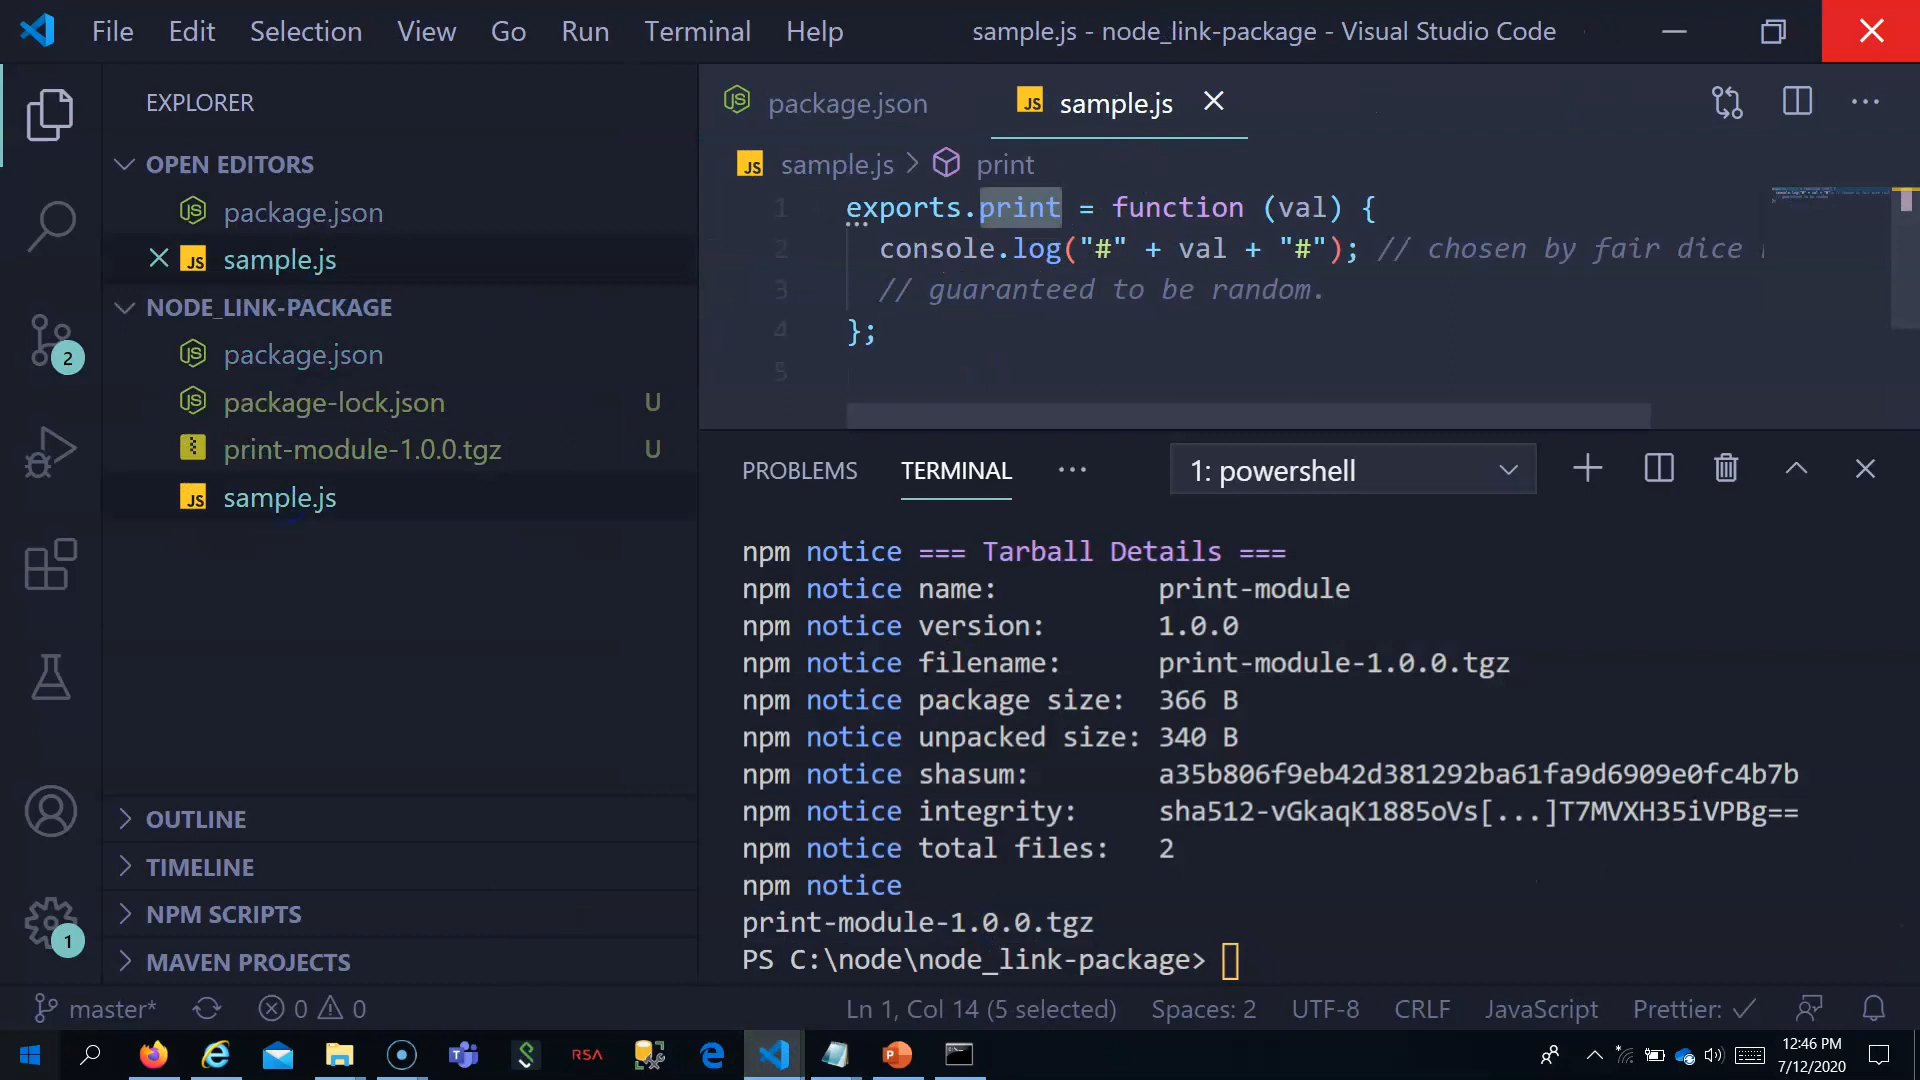 File Edit Selection View Go Run Terminal Help sample.js - node_link-package - Visual Studio Code
EXPLORER
OPEN EDITORS
package.json
sample.js
NODE_LINK-PACKAGE
package.json
package-lock.json U
print-module-1.0.0.tgz U
sample.js
OUTLINE
TIMELINE
NPM SCRIPTS
MAVEN PROJECTS
2
1
package.json sample.js
sample.js > print
1 exports.print = function (val) {
2 console.log("#" + val + "#"); // chosen by fair dice
3 // guaranteed to be random.
4 };
5
PROBLEMS TERMINAL ··· 1: powershell
npm notice === Tarball Details ===
npm notice name: print-module
npm notice version: 1.0.0
npm notice filename: print-module-1.0.0.tgz
npm notice package size: 366 B
npm notice unpacked size: 340 B
npm notice shasum: a35b806f9eb42d381292ba61fa9d6909e0fc4b7b
npm notice integrity: sha512-vGkaqK1885oVs[...]T7MVXH35iVPBg==
npm notice total files: 2
npm notice
print-module-1.0.0.tgz
PS C:\node\node_link-package>
master* 0 0 Ln 1, Col 14 (5 selected) Spaces: 2 UTF-8 CRLF JavaScript Prettier: ✓
RSA
12:46 PM
7/12/2020